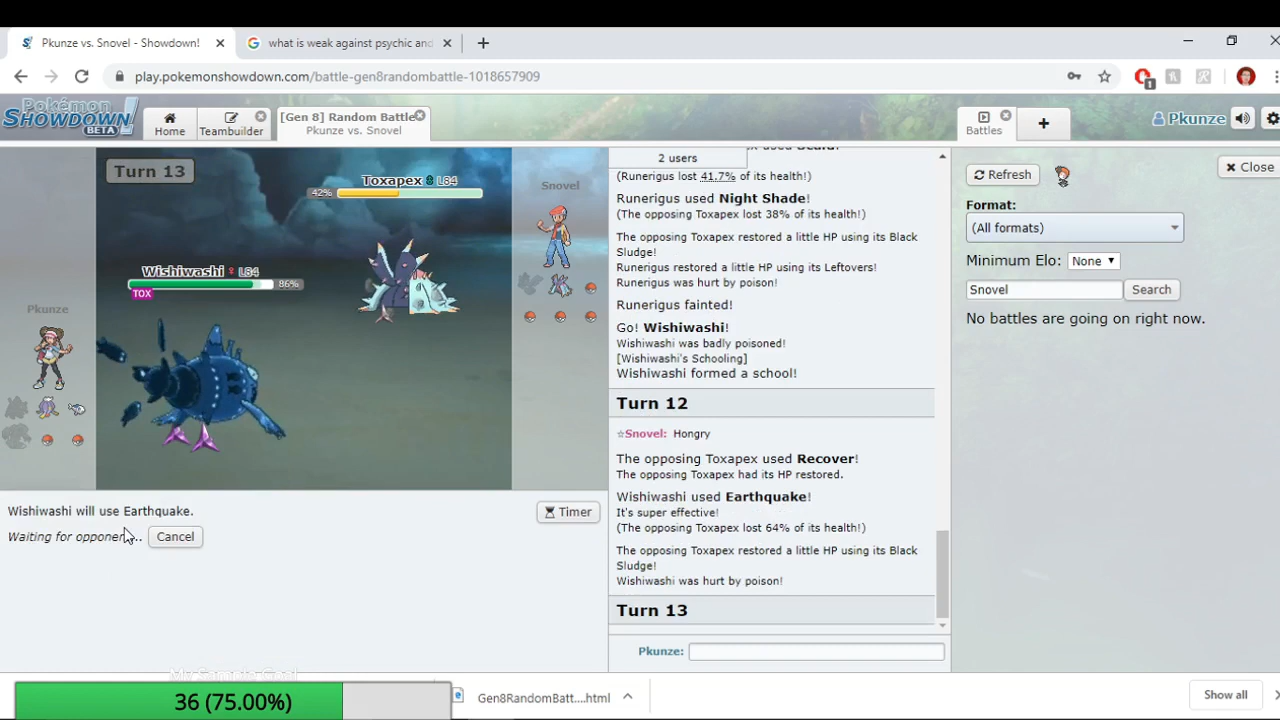 Pkunze vs. Snovel - Showdown!
what is weak against psychic and
play.pokemonshowdown.com/battle-gen8randombattle-1018657909
1
Pokémon
SHOWDOWN!
BETA
Home
Teambuilder
[Gen 8] Random Battle
Pkunze vs. Snovel
Battles
Pkunze
Turn 13
Toxapex L84
42%
Wishiwashi L84
86%
TOX
Pkunze
Snovel
2 users
(Runerigus lost 41.7% of its health!)
Runerigus used Night Shade!
(The opposing Toxapex lost 38% of its health!)
The opposing Toxapex restored a little HP using its Black
Sludge!
Runerigus restored a little HP using its Leftovers!
Runerigus was hurt by poison!
Runerigus fainted!
Go! Wishiwashi!
Wishiwashi was badly poisoned!
[Wishiwashi's Schooling]
Wishiwashi formed a school!
Turn 12
☆Snovel: Hongry
The opposing Toxapex used Recover!
The opposing Toxapex had its HP restored.
Wishiwashi used Earthquake!
It's super effective!
(The opposing Toxapex lost 64% of its health!)
The opposing Toxapex restored a little HP using its Black
Sludge!
Wishiwashi was hurt by poison!
Turn 13
Pkunze:
Refresh
Close
Format:
(All formats)
Minimum Elo: None
Snovel
Search
No battles are going on right now.
Wishiwashi will use Earthquake.
Waiting for opponent...
Cancel
Timer
36 (75.00%)
Gen8RandomBatt....html
Show all